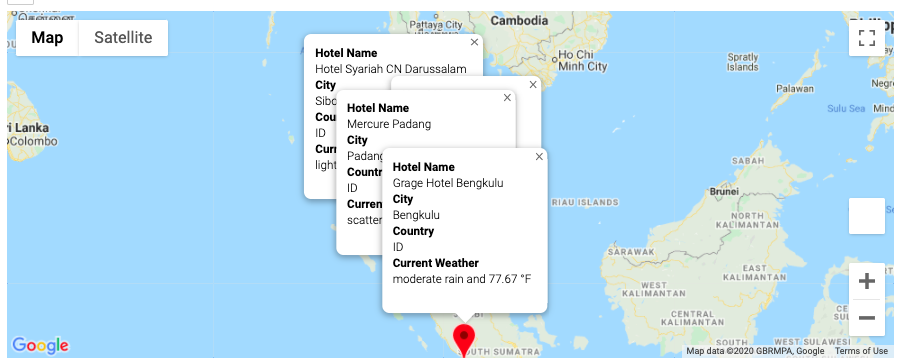 Map
Satellite
Pattaya City
Cambodia
Ho Chi
Minh City
Spratly
Islands
Palawan
Sulu Sea
ri Lanka
Colombo
Hotel Name
Hotel Syariah CN Darussalam
City
Sibo
Cou
ID
Curr
light
Hotel Name
Mercure Padang
City
Padang
Countr
ID
Curren
scatter
Hotel Name
Grage Hotel Bengkulu
City
Bengkulu
Country
ID
Current Weather
moderate rain and 77.67 °F
RIAU ISLANDS
SABAH
Brunei
NORTH
KALIMANTAN
SARAWAK
EAST
KALIMANTAN
WEST
KALIMANTAN
CENTRAL
KALIMANTAN
SULAWESI
SOUTH SUMATRA
Google
Map data ©2020 GBRMPA, Google
Terms of Use